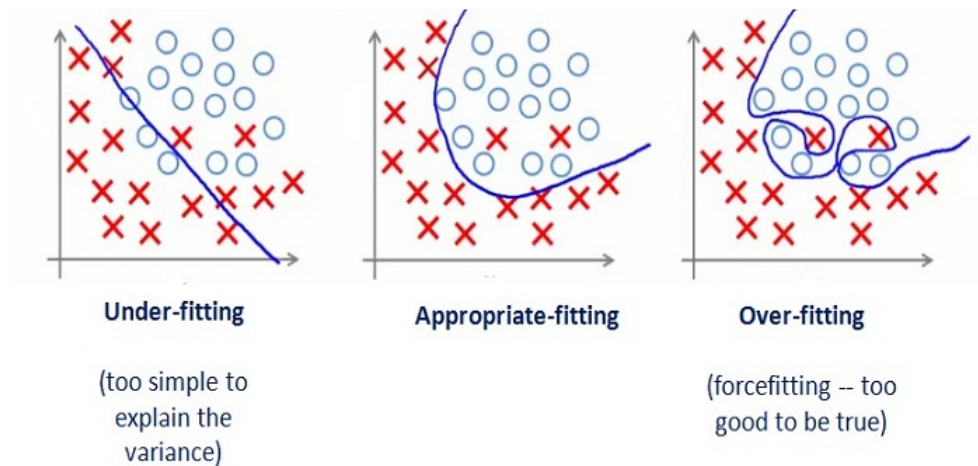 Under-fitting
Appropriate-fitting
Over-fitting
(too simple to
explain the
variance)
(forcefitting -- too
good to be true)